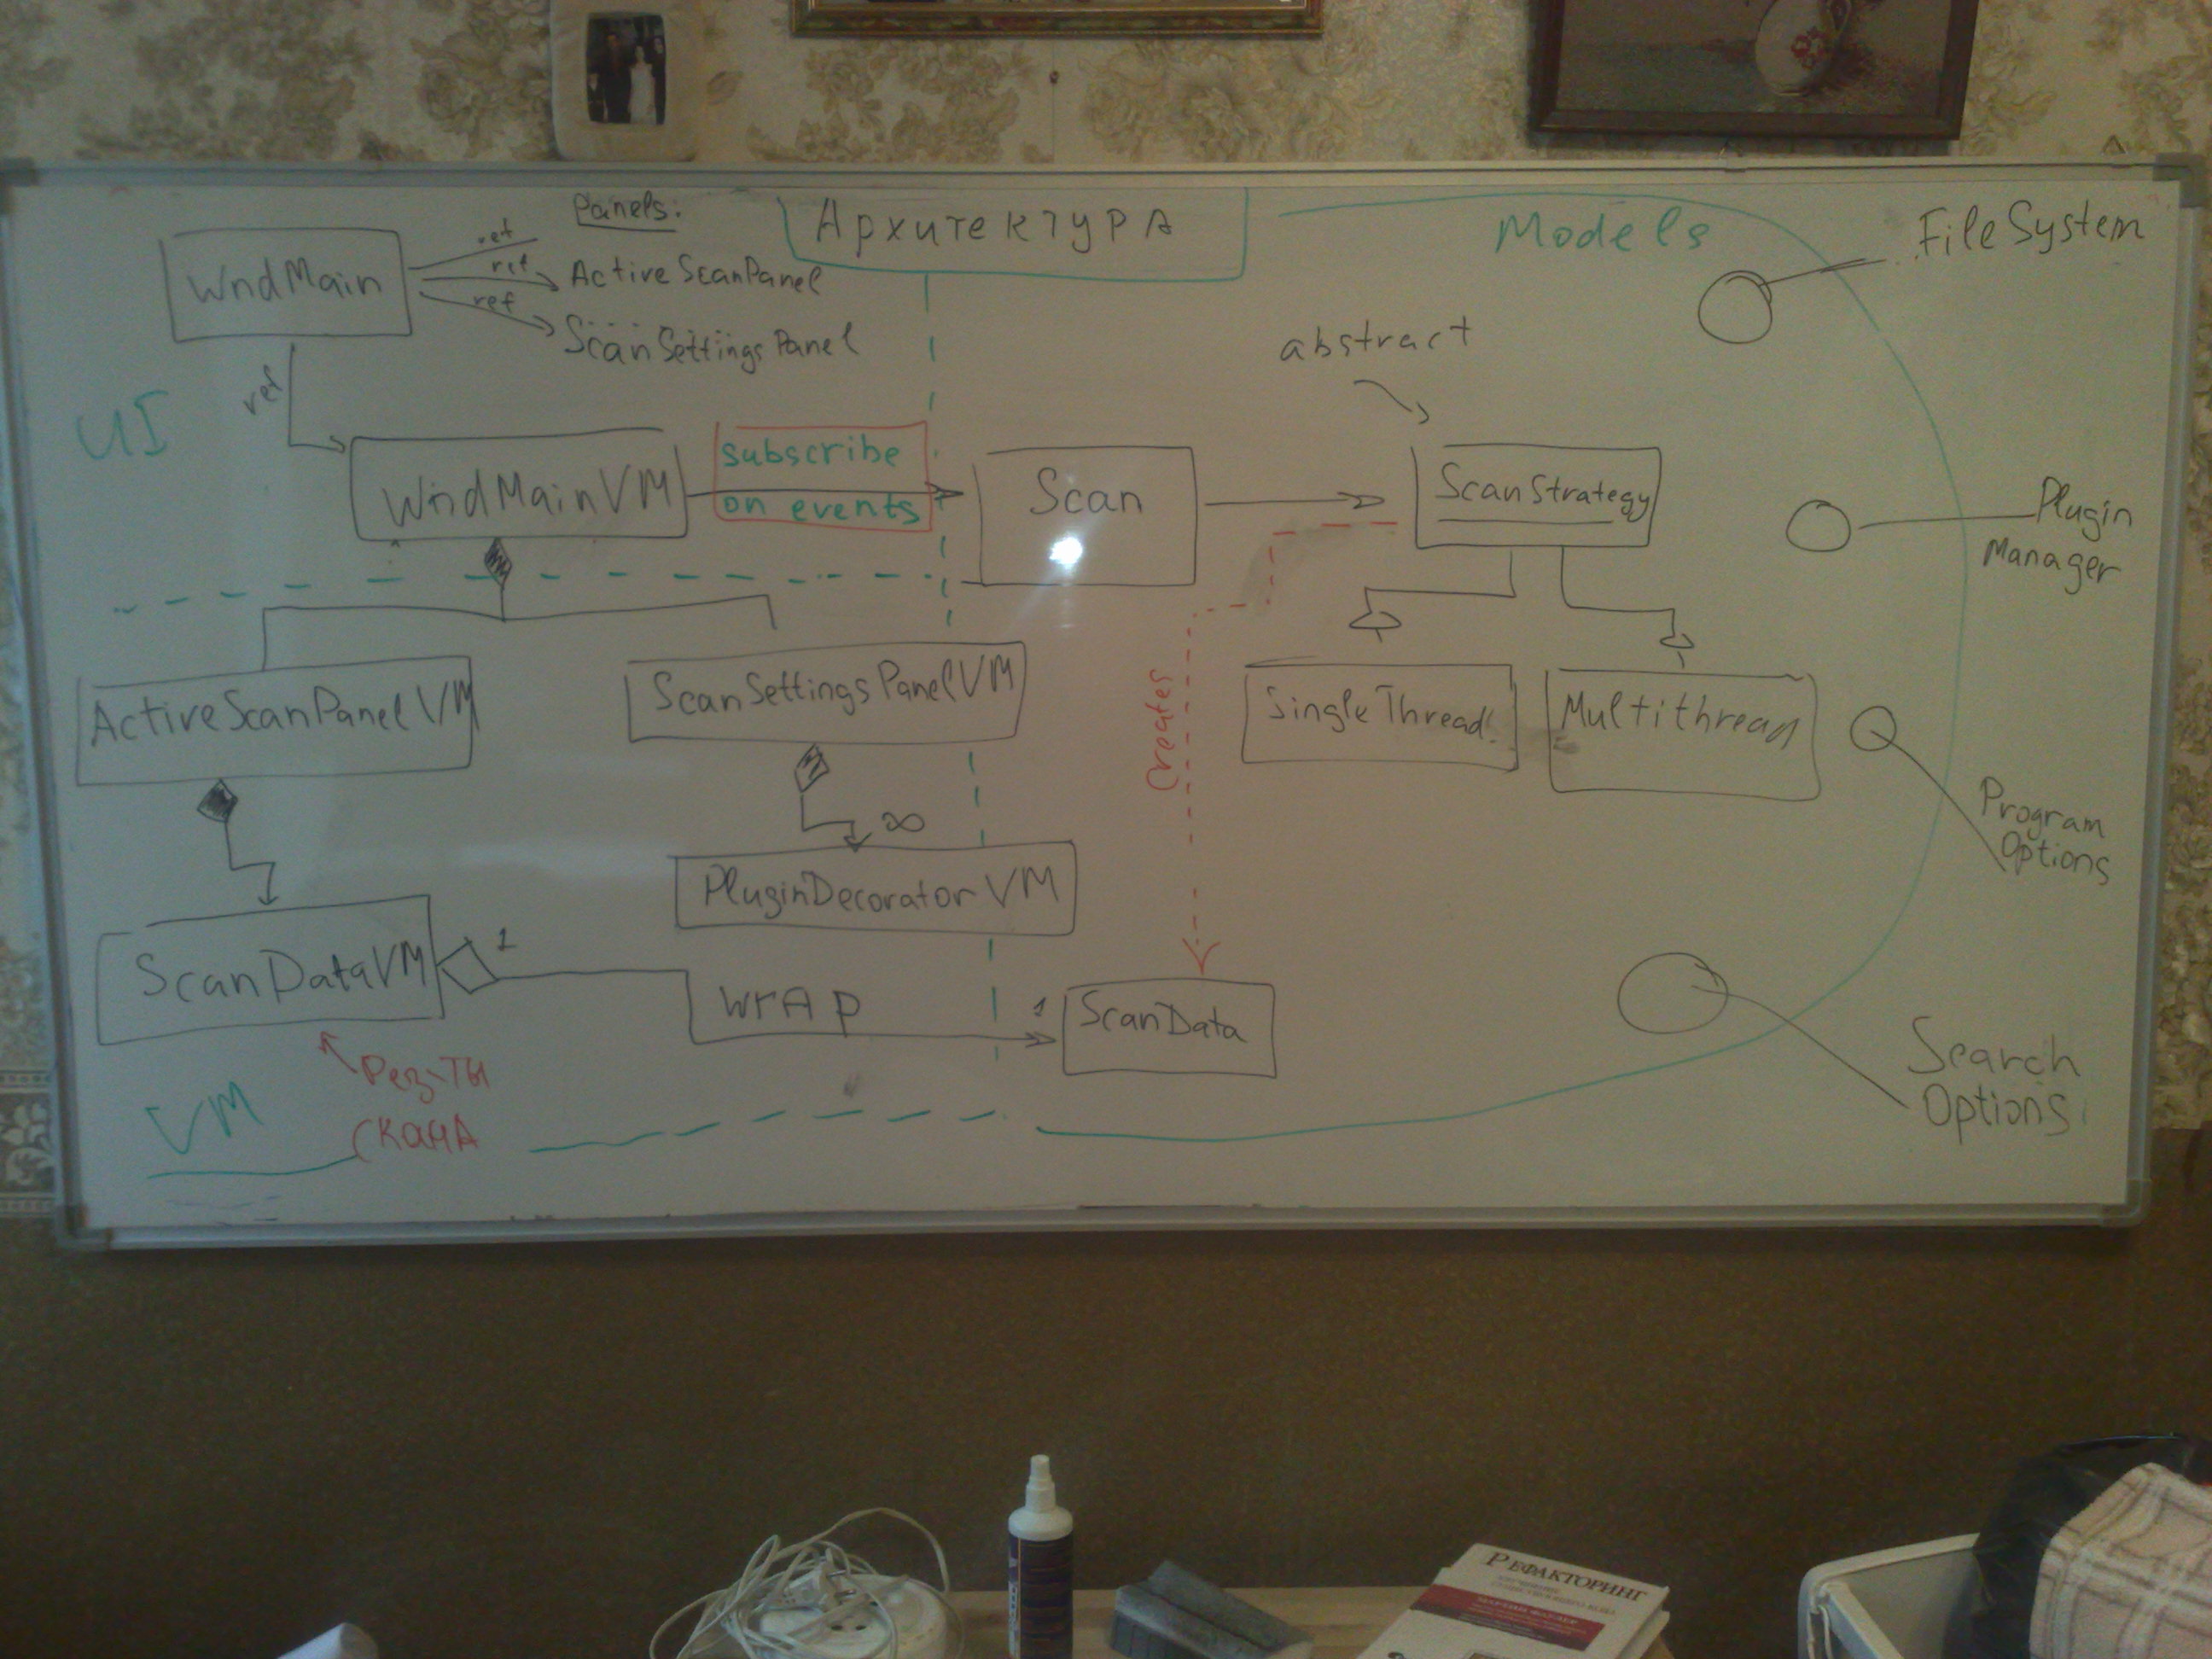 Архитектура
Panels:
WndMain
ref
ref
ref
ActiveScanPanel
ScanSettingsPanel
ref
UI
Models
FileSystem
abstract
WndMainVM
subscribe
on events
Scan
ScanStrategy
Plugin
Manager
ActiveScanPanelVM
ScanSettingsPanelVM
creates
SingleThread
Multithread
Program
Options
∞
PluginDecoratorVM
ScanDataVM
1
wrap
1
ScanData
Search
Options
Рез-ты
скана
VM
Рефакторинг